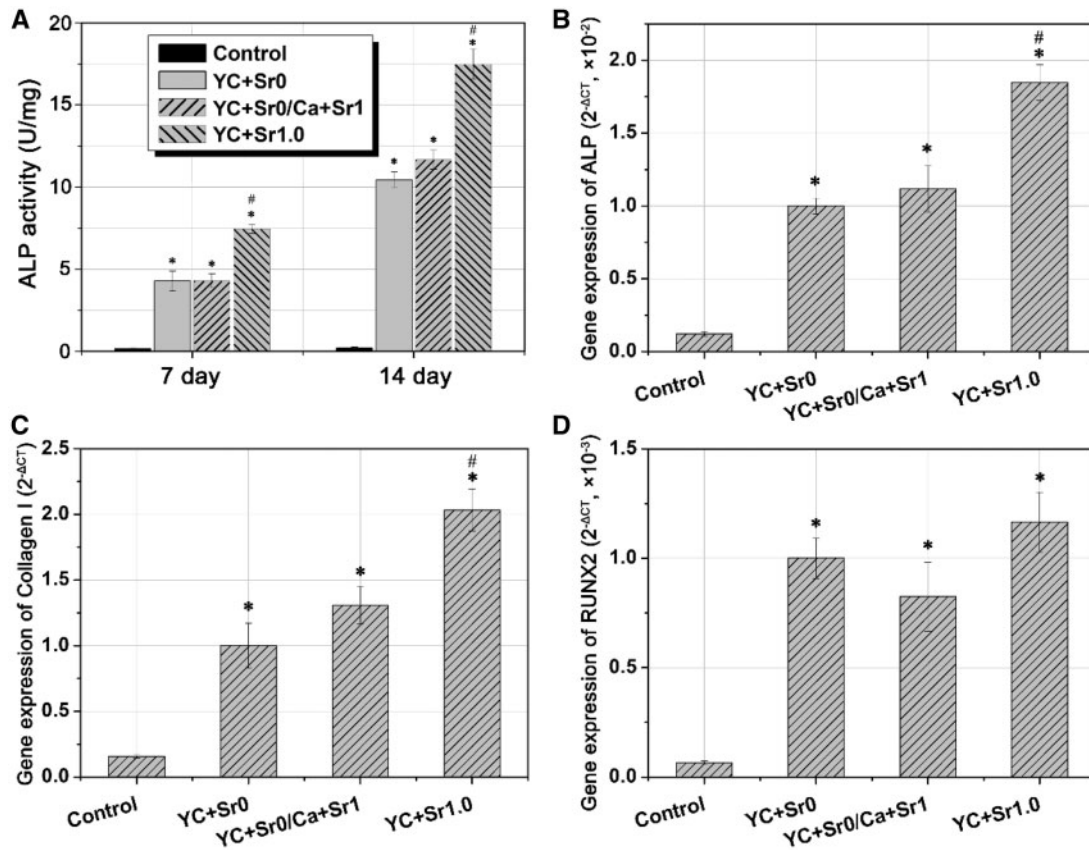 A
ALP activity (U/mg)
20
15
10
5
0
Control
YC+Sr0
YC+Sr0/Ca+Sr1
YC+Sr1.0
*
*
#
*
*
*
#
*
7 day
14 day
B
Gene expression of ALP (2-ΔCT, ×10-2)
2.0
1.5
1.0
0.5
0.0
*
*
#
*
Control
YC+Sr0
YC+Sr0/Ca+Sr1
YC+Sr1.0
C
Gene expression of Collagen I (2-ΔCT)
2.5
2.0
1.5
1.0
0.5
0.0
*
*
#
*
Control
YC+Sr0
YC+Sr0/Ca+Sr1
YC+Sr1.0
D
Gene expression of RUNX2 (2-ΔCT, ×10-3)
1.5
1.0
0.5
0.0
*
*
*
Control
YC+Sr0
YC+Sr0/Ca+Sr1
YC+Sr1.0